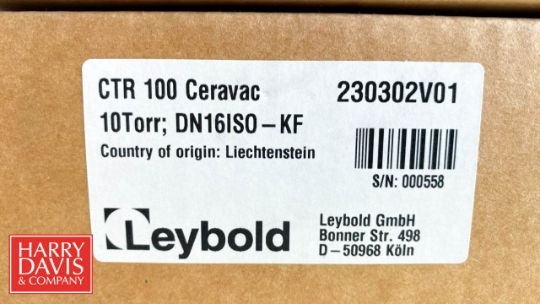 CTR 100 Ceravac
230302V01
10Torr; DN16ISO-KF
Country of origin: Liechtenstein
S/N: 000558
Leybold
Leybold GmbH
Bonner Str. 498
D-50968 Köln
HARRY
DAVIS
& COMPANY